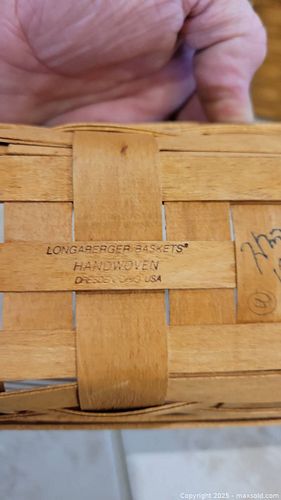 LONGABERGER BASKETS®
HANDWOVEN
DRESDEN, OHIO USA
Copyright 2025 - maxsold.com